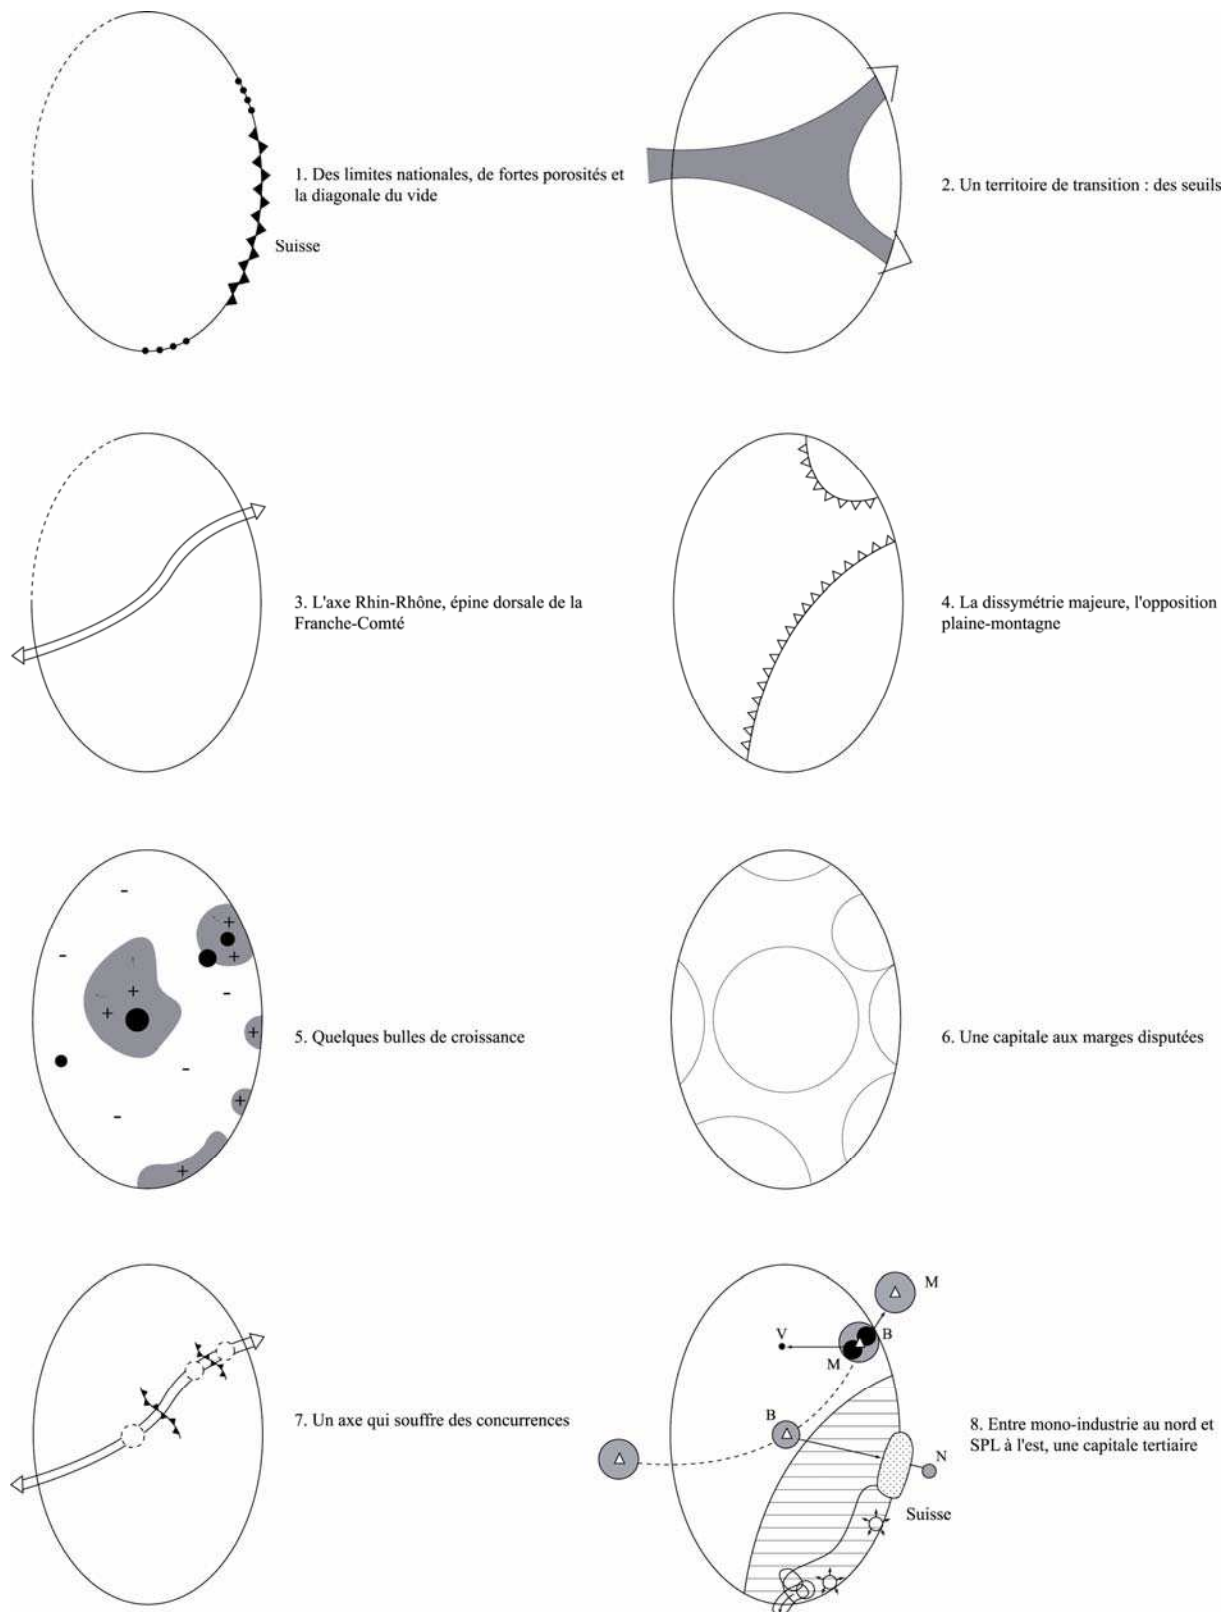 1. Des limites nationales, de fortes porosités et
la diagonale du vide
Suisse
2. Un territoire de transition : des seuils
3. L'axe Rhin-Rhône, épine dorsale de la
Franche-Comté
4. La dissymétrie majeure, l'opposition
plaine-montagne
-
+
-
+
+
+
-
+
-
+
-
+
5. Quelques bulles de croissance
6. Une capitale aux marges disputées
7. Un axe qui souffre des concurrences
M
V
B
M
B
N
Suisse
8. Entre mono-industrie au nord et
SPL à l'est, une capitale tertiaire